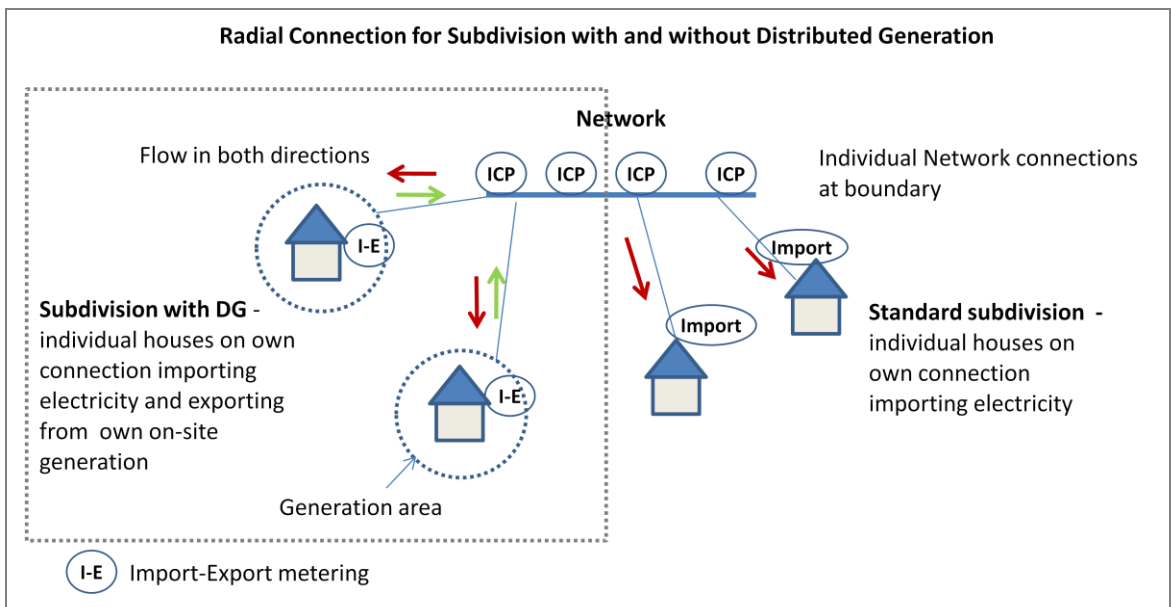 Radial Connection for Subdivision with and without Distributed Generation
Network
Flow in both directions
ICP
ICP
ICP
ICP
Individual Network connections
at boundary
I-E
Import
Subdivision with DG -
individual houses on own
connection importing
electricity and exporting
from own on-site
generation
I-E
Import
Standard subdivision -
individual houses on
own connection
importing electricity
Generation area
I-E
Import-Export metering